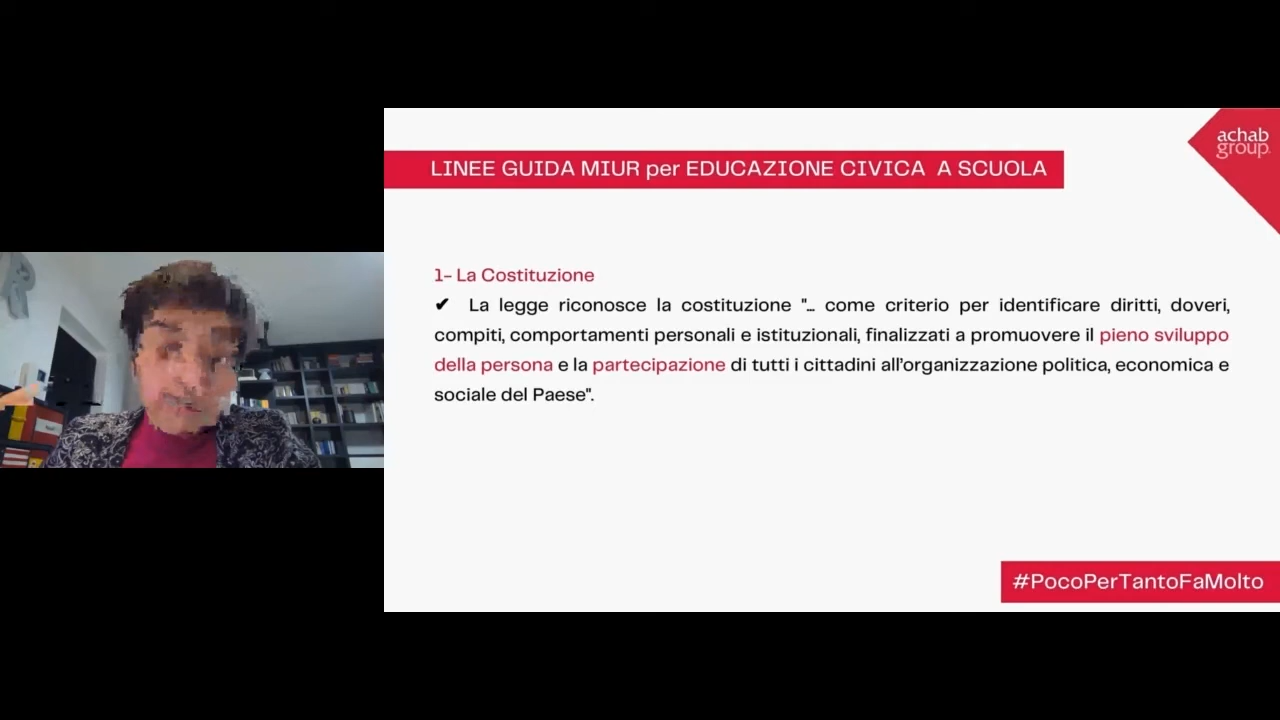 achab
group.
LINEE GUIDA MIUR per EDUCAZIONE CIVICA A SCUOLA
1- La Costituzione
✔ La legge riconosce la costituzione "... come criterio per identificare diritti, doveri,
compiti, comportamenti personali e istituzionali, finalizzati a promuovere il pieno sviluppo
della persona e la partecipazione di tutti i cittadini all'organizzazione politica, economica e
sociale del Paese".
#PocoPerTantoFaMolto